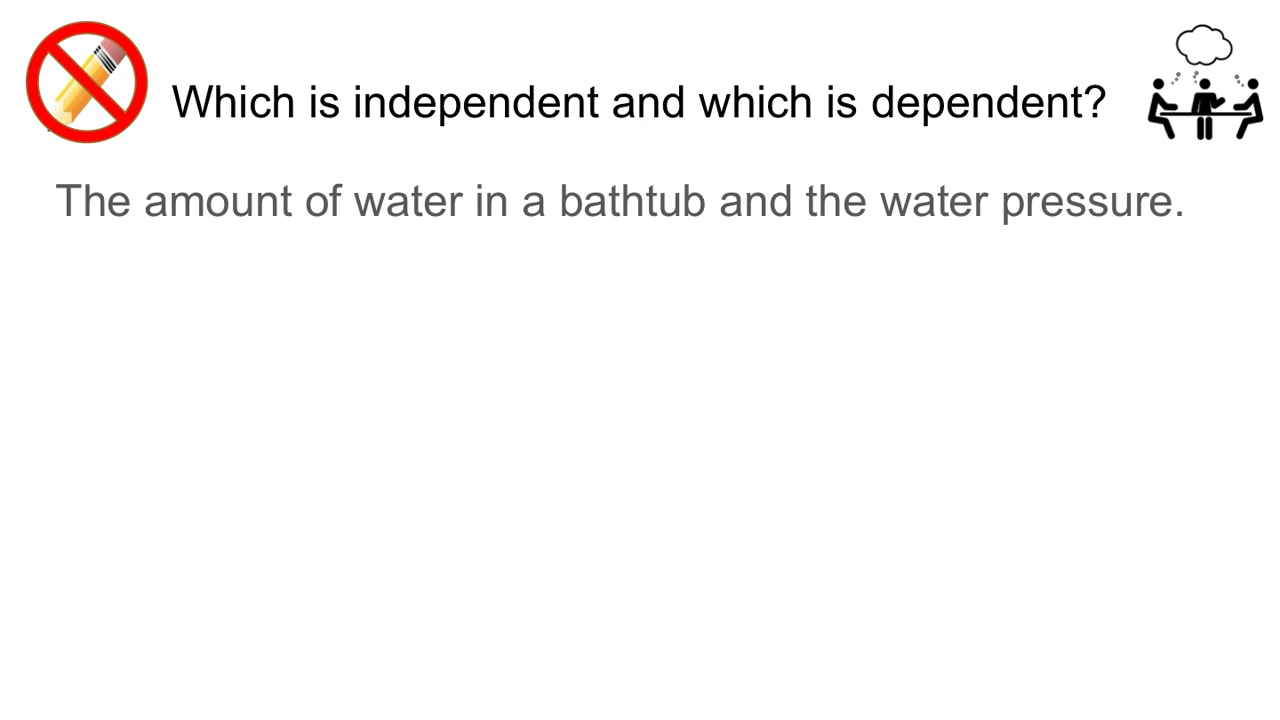 Which is independent and which is dependent?
The amount of water in a bathtub and the water pressure.